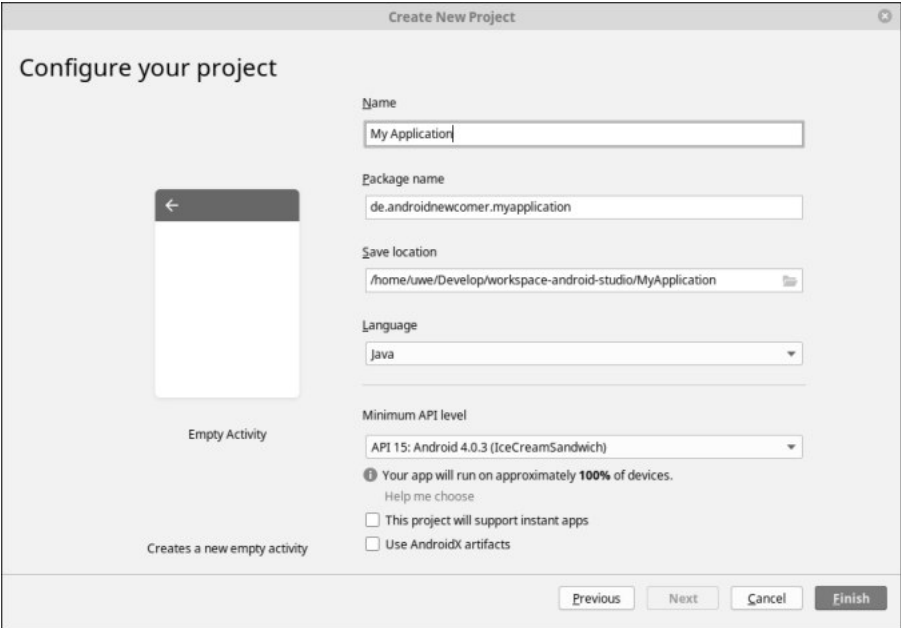 Create New Project
Configure your project
Name
My Application
Package name
de.androidnewcomer.myapplication
Save location
/home/uwe/Develop/workspace-android-studio/MyApplication
Language
Java
Minimum API level
API 15: Android 4.0.3 (IceCreamSandwich)
Your app will run on approximately 100% of devices.
Help me choose
This project will support instant apps
Use AndroidX artifacts
Empty Activity
Creates a new empty activity
Previous
Next
Cancel
Finish